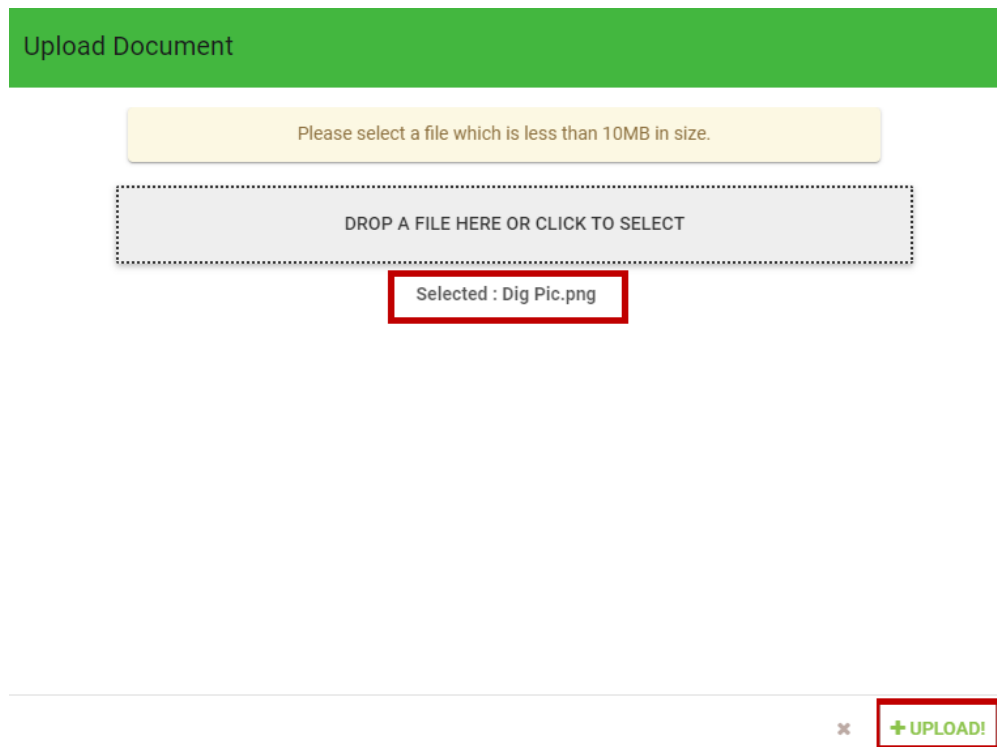 Upload Document
Please select a file which is less than 10MB in size.
DROP A FILE HERE OR CLICK TO SELECT
Selected : Dig Pic.png
✖ +UPLOAD!